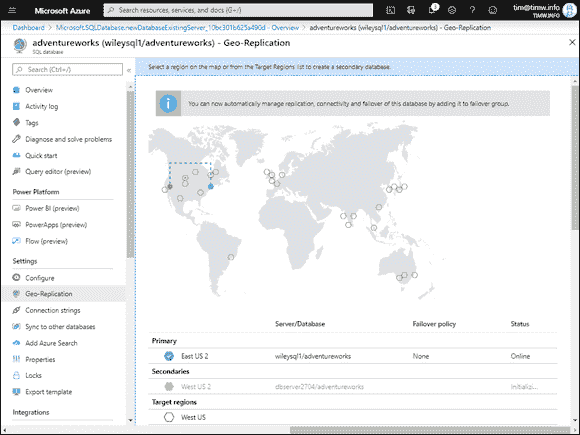 Microsoft Azure
Search resources, services, and docs (G+/)
tim@timw.info
TIMW.INFO
Dashboard > Microsoft.SQLDatabase.newDatabaseExistingServer_10bc301b625a490d - Overview > adventureworks (wileysql1/adventureworks) - Geo-Replication
adventureworks (wileysql1/adventureworks) - Geo-Replication
SQL database
Search (Ctrl+/)
Overview
Activity log
Tags
Diagnose and solve problems
Quick start
Query editor (preview)
Power Platform
Power BI (preview)
PowerApps (preview)
Flow (preview)
Settings
Configure
Geo-Replication
Connection strings
Sync to other databases
Add Azure Search
Properties
Locks
Export template
Integrations
Select a region on the map or from the Target Regions list to create a secondary database.
You can now automatically manage replication, connectivity and failover of this database by adding it to failover group.
Server/Database Failover policy Status
Primary
East US 2 wileysql1/adventureworks None Online
Secondaries
West US 2 dbserver2704/adventureworks Initializi...
Target regions
West US